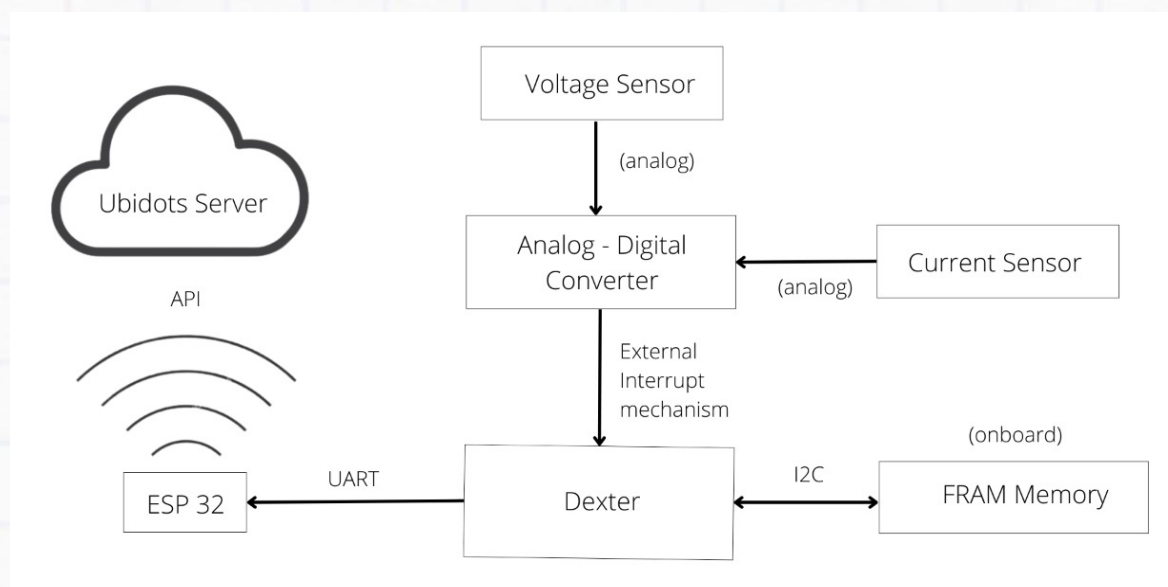 Voltage Sensor
(analog)
Ubidots Server
Analog - Digital
Converter
Current Sensor
(analog)
API
External
Interrupt
mechanism
(onboard)
UART
I2C
ESP 32
Dexter
FRAM Memory